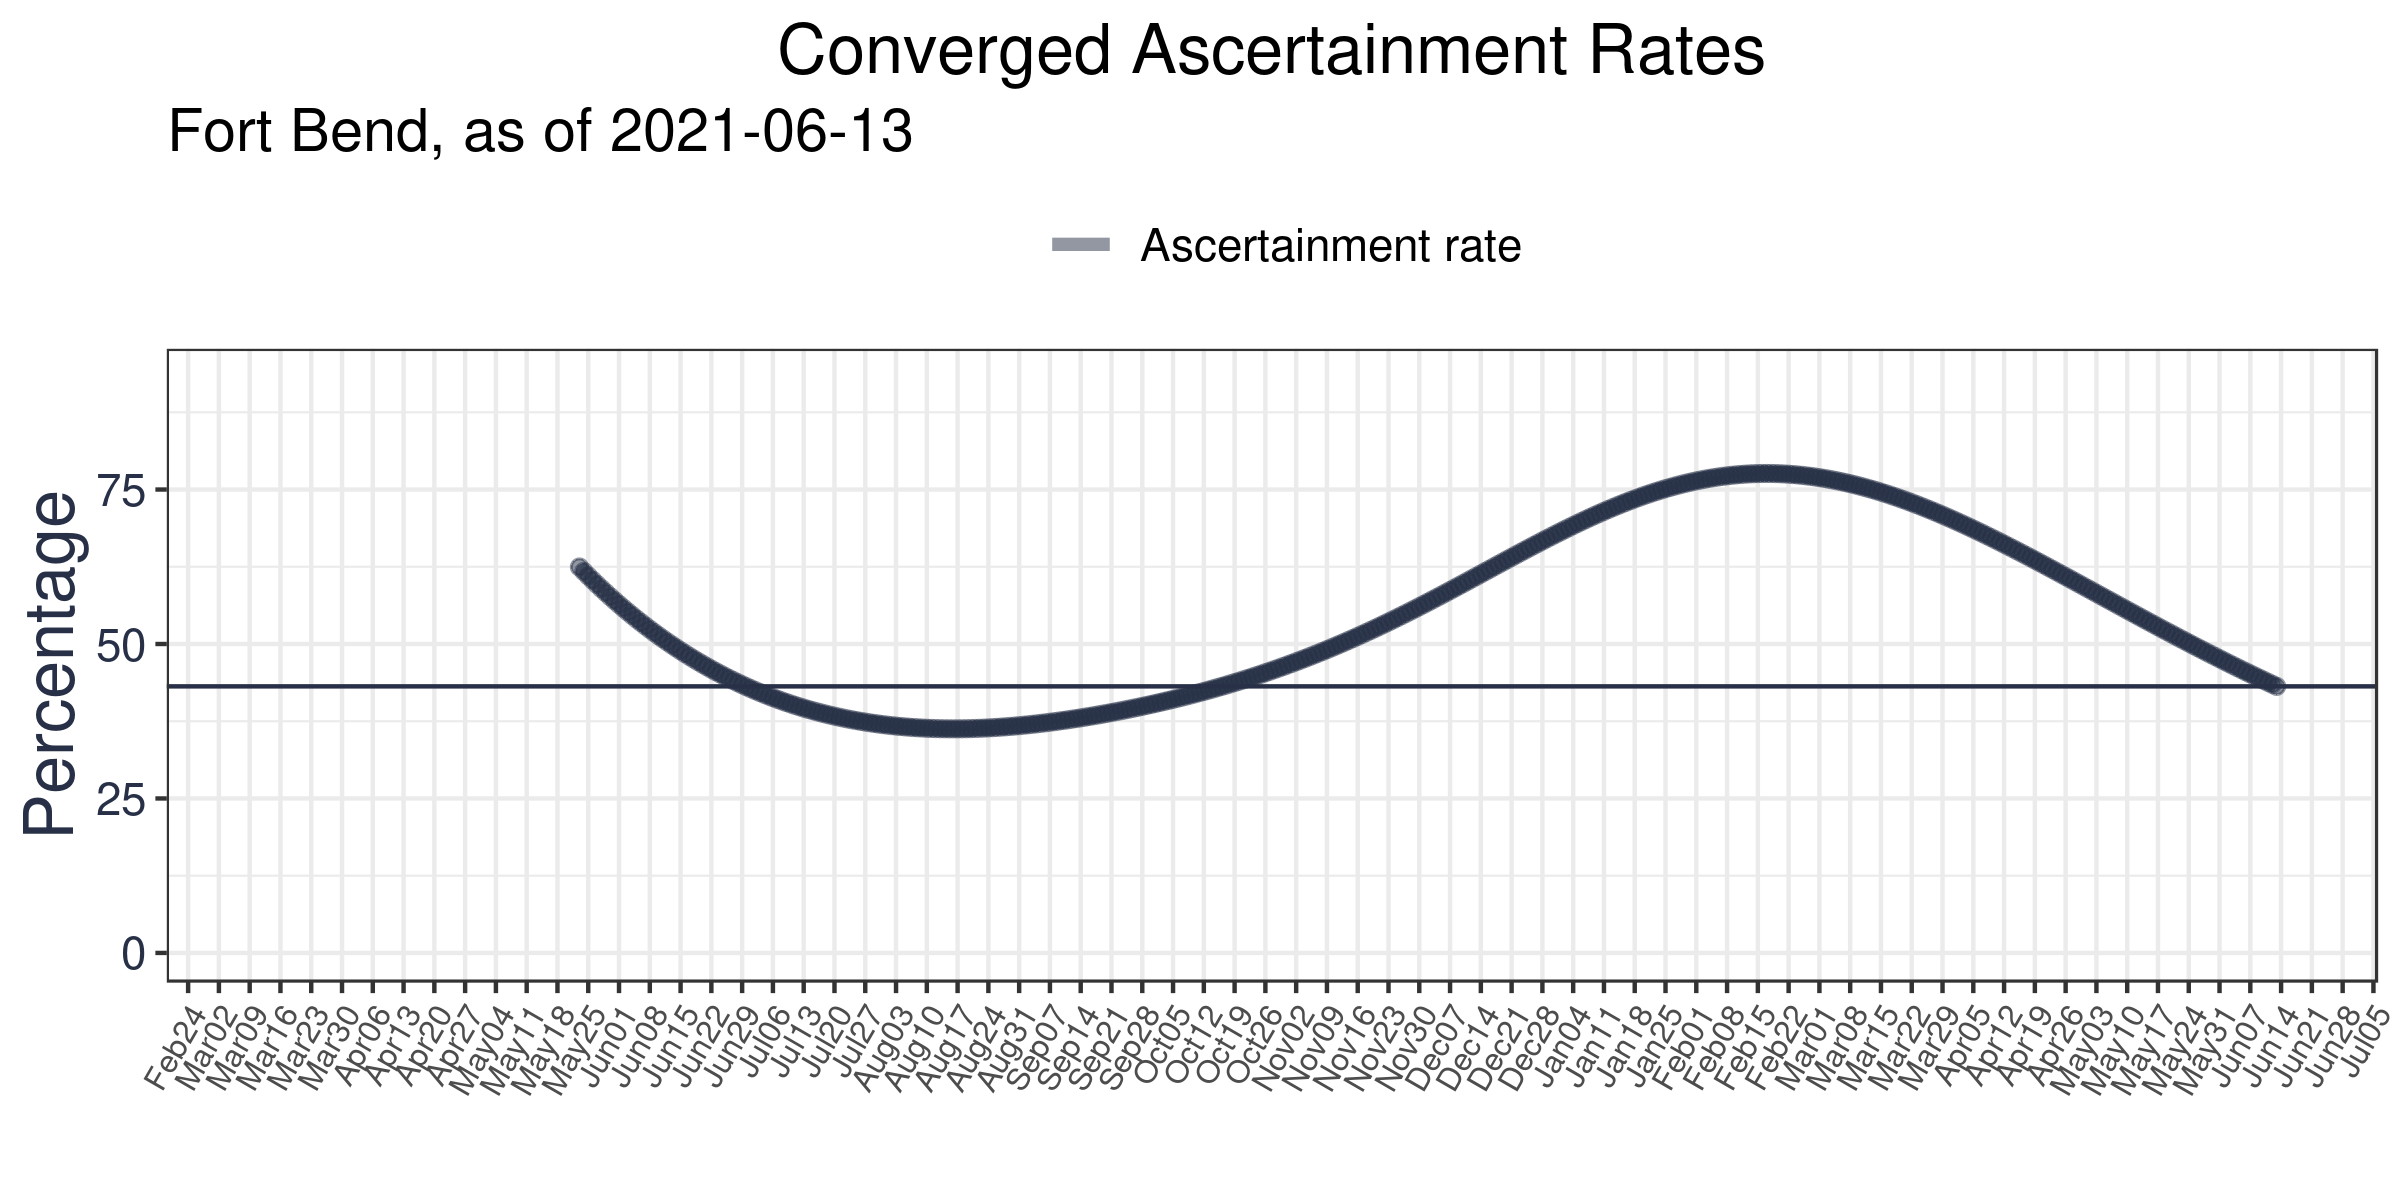 Converged Ascertainment Rates
Fort Bend, as of 2021-06-13
Ascertainment rate
Percentage
75
50
25
0
Feb24
Mar02
Mar09
Mar16
Mar23
Mar30
Apr06
Apr13
Apr20
Apr27
May04
May11
May18
May25
Jun01
Jun08
Jun15
Jun22
Jun29
Jul06
Jul13
Jul20
Jul27
Aug03
Aug10
Aug17
Aug24
Aug31
Sep07
Sep14
Sep21
Sep28
Oct05
Oct12
Oct19
Oct26
Nov02
Nov09
Nov16
Nov23
Nov30
Dec07
Dec14
Dec21
Dec28
Jan04
Jan11
Jan18
Jan25
Feb01
Feb08
Feb15
Feb22
Mar01
Mar08
Mar15
Mar22
Mar29
Apr05
Apr12
Apr19
Apr26
May03
May10
May17
May24
May31
Jun07
Jun14
Jun21
Jun28
Jul05